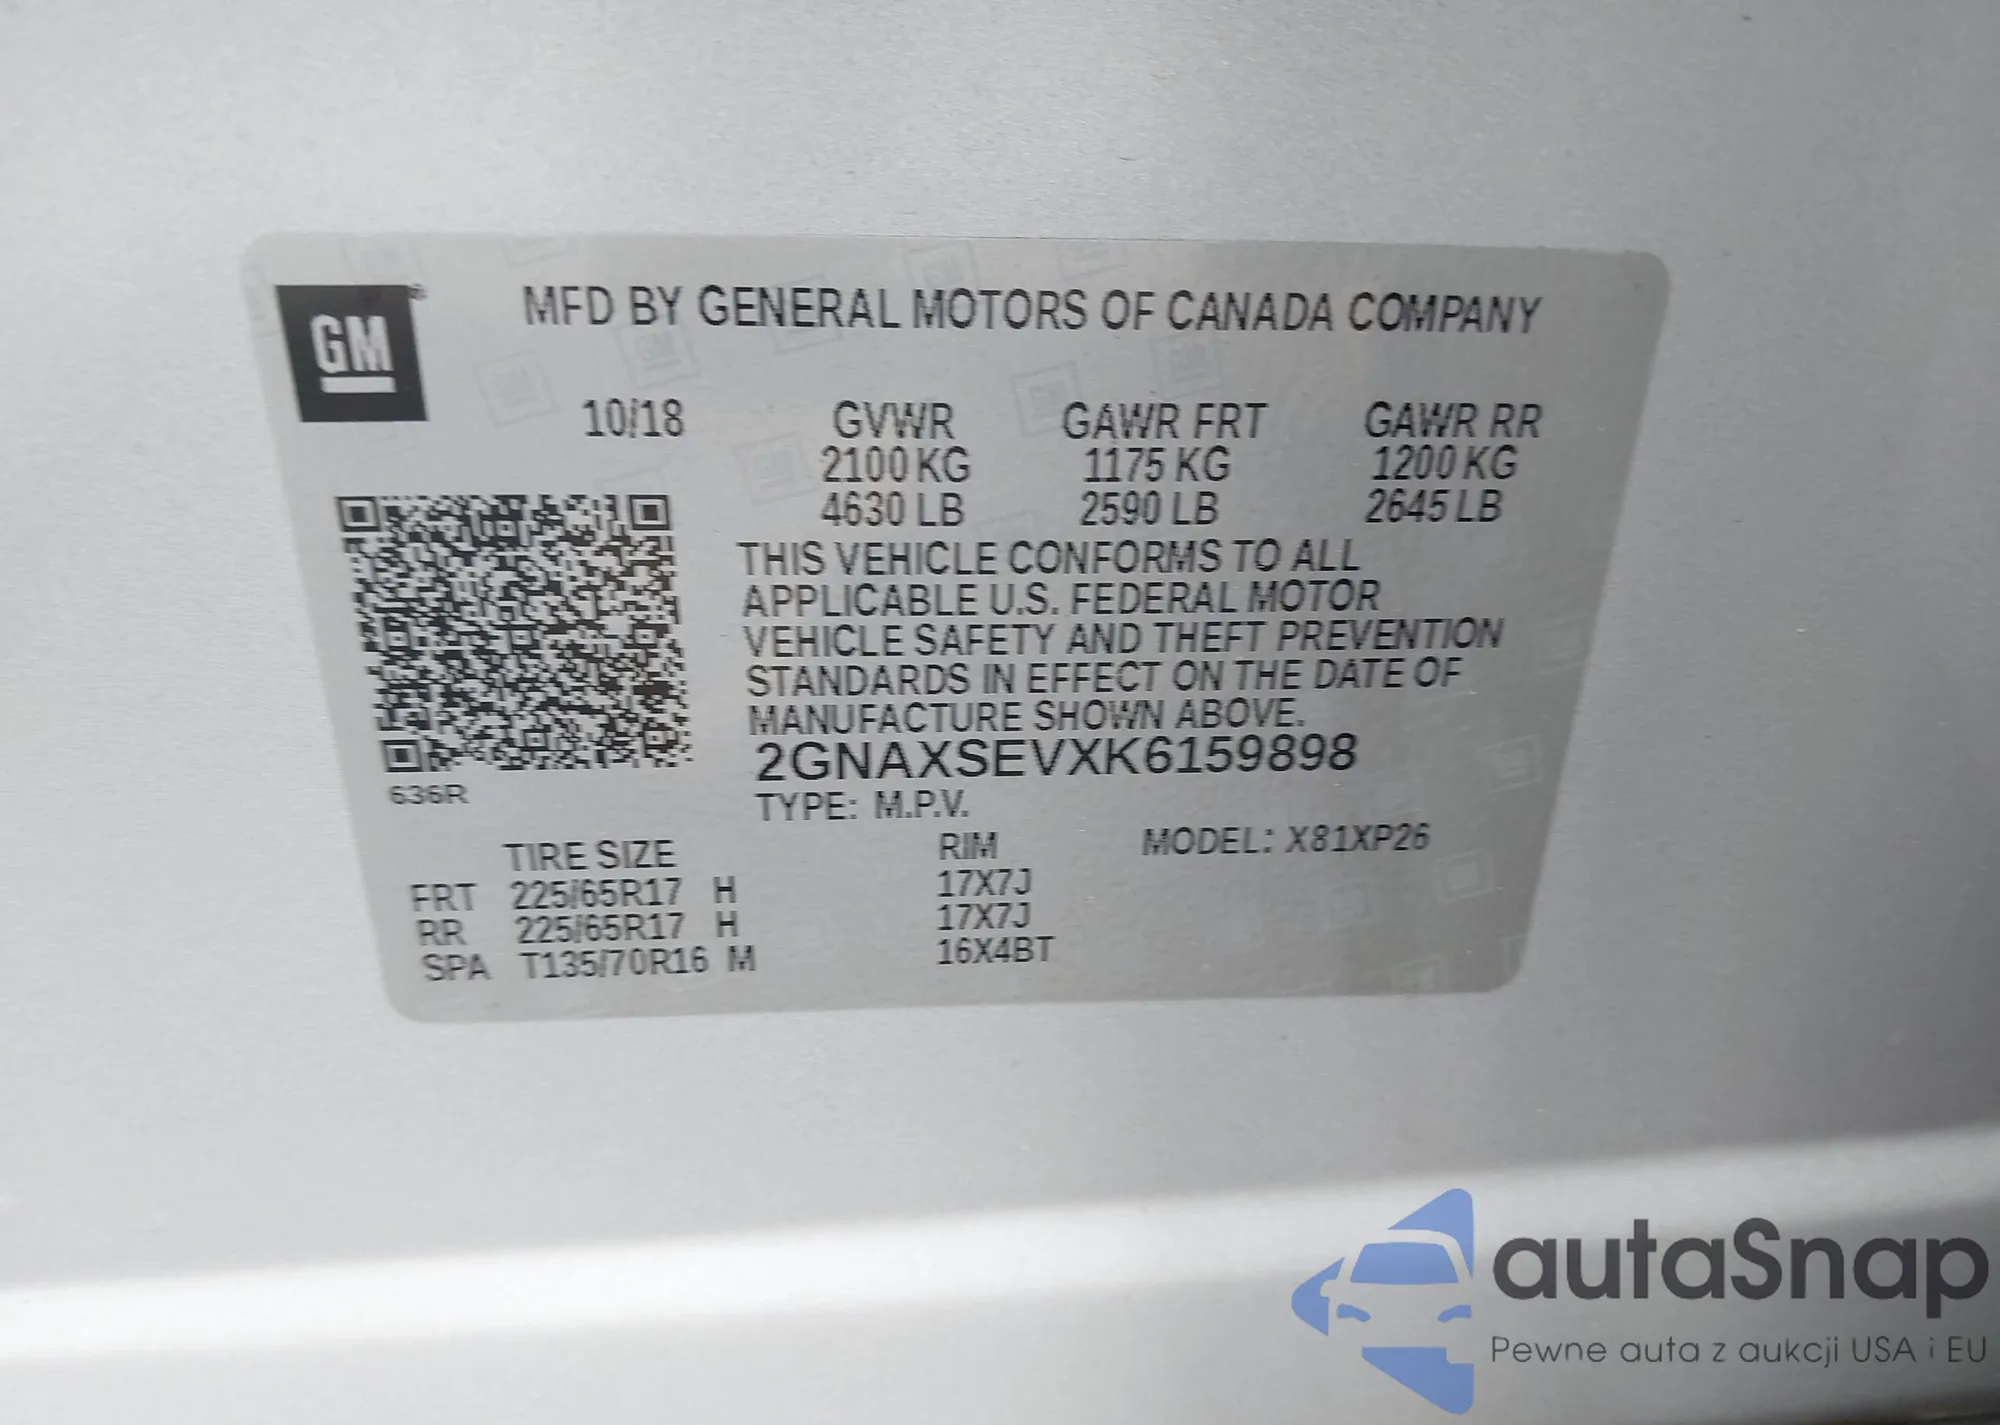 GM
MFD BY GENERAL MOTORS OF CANADA COMPANY
10/18 GVWR GAWR FRT GAWR RR
2100 KG 1175 KG 1200 KG
4630 LB 2590 LB 2645 LB
THIS VEHICLE CONFORMS TO ALL
APPLICABLE U.S. FEDERAL MOTOR
VEHICLE SAFETY AND THEFT PREVENTION
STANDARDS IN EFFECT ON THE DATE OF
MANUFACTURE SHOWN ABOVE.
2GNAXSEVXK6159898
636R
TYPE: M.P.V.
TIRE SIZE RIM MODEL: X81XP26
FRT 225/65R17 H 17X7J
RR 225/65R17 H 17X7J
SPA T135/70R16 M 16X4BT
autaSnap
Pewne auta z aukcji USA i EU